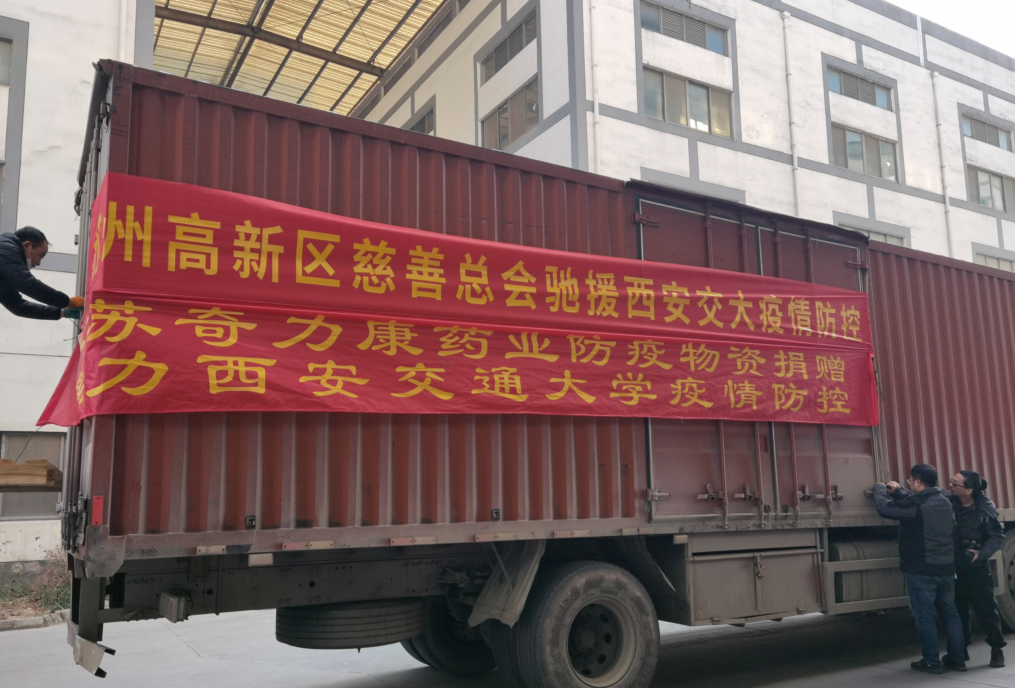 州高新区慈善总会驰援西安交大疫情防控
苏奇力康药业防疫物资捐赠
力西安交通大学疫情防控